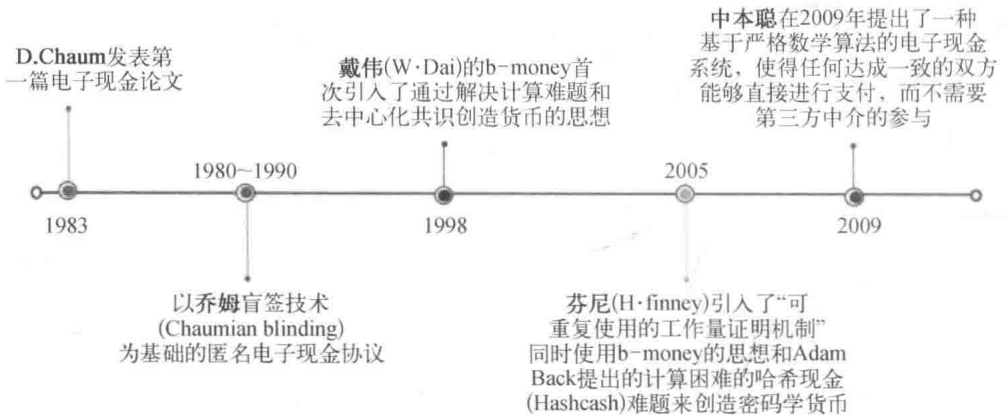 D.Chaum发表第
一篇电子现金论文
1983
1980~1990
以乔姆盲签技术
(Chaumian blinding)
为基础的匿名电子现金协议
戴伟(W·Dai)的b-money首
次引入了通过解决计算难题和
去中心化共识创造货币的思想
1998
2005
芬尼(H·finney)引入了“可
重复使用的工作量证明机制”
同时使用b-money的思想和Adam
Back提出的计算困难的哈希现金
(Hashcash)难题来创造密码学货币
中本聪在2009年提出了一种
基于严格数学算法的电子现金
系统，使得任何达成一致的双方
能够直接进行支付，而不需要
第三方中介的参与
2009